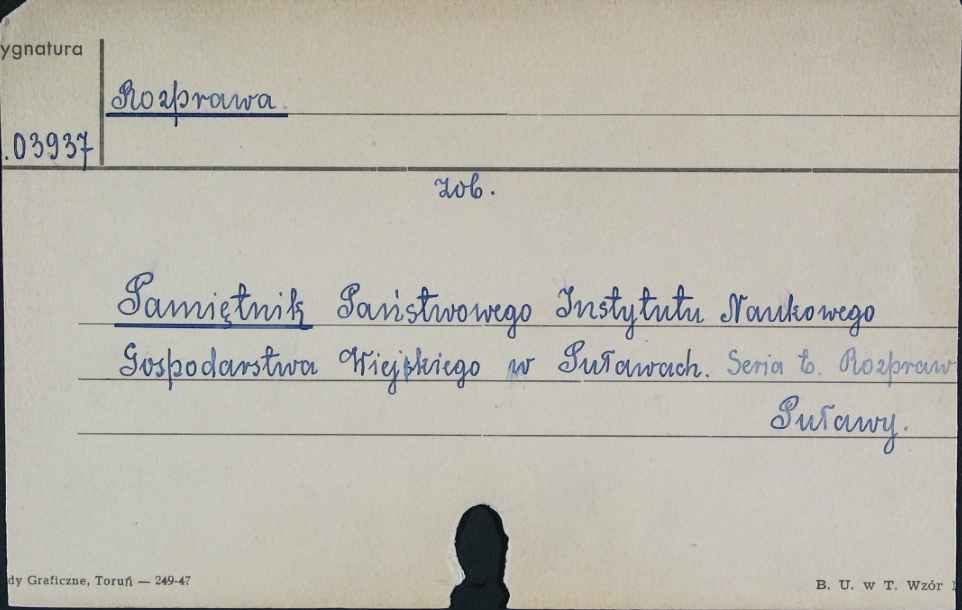 ygnatura
Rozprawa.
.03937
zob.
Pamiętnik Państwowego Instytutu Naukowego
Gospodarstwa Wiejskiego w Puławach. Seria b. Rozpraw
Puławy.
dy Graficzne, Toruń — 249-47
B. U. w T. Wzór